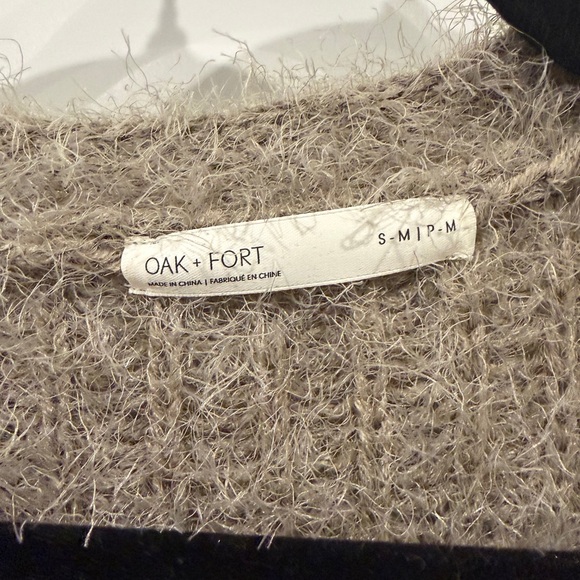 OAK + FORT
S-M | P-M
MADE IN CHINA | FABRIQUÉ EN CHINE